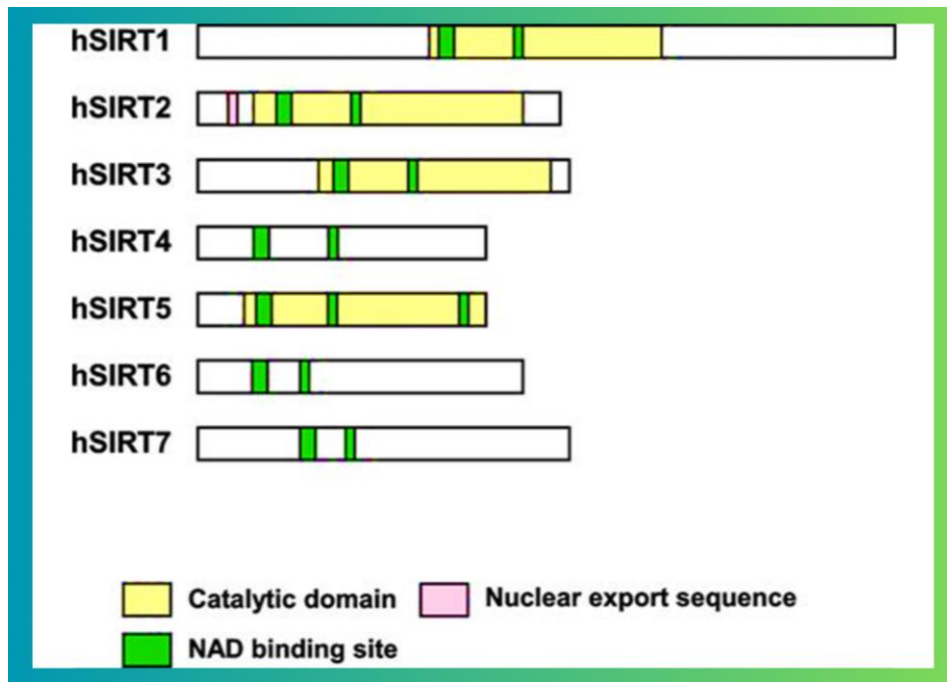 hSIRT1
hSIRT2
hSIRT3
hSIRT4
hSIRT5
hSIRT6
hSIRT7
Catalytic domain
Nuclear export sequence
NAD binding site